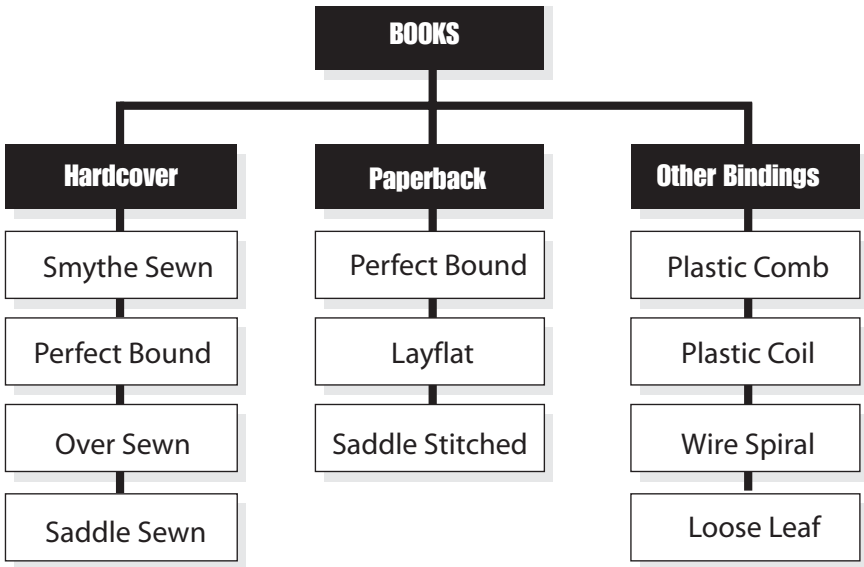 BOOKS
Hardcover
Smythe Sewn
Perfect Bound
Over Sewn
Saddle Sewn
Paperback
Perfect Bound
Layflat
Saddle Stitched
Other Bindings
Plastic Comb
Plastic Coil
Wire Spiral
Loose Leaf